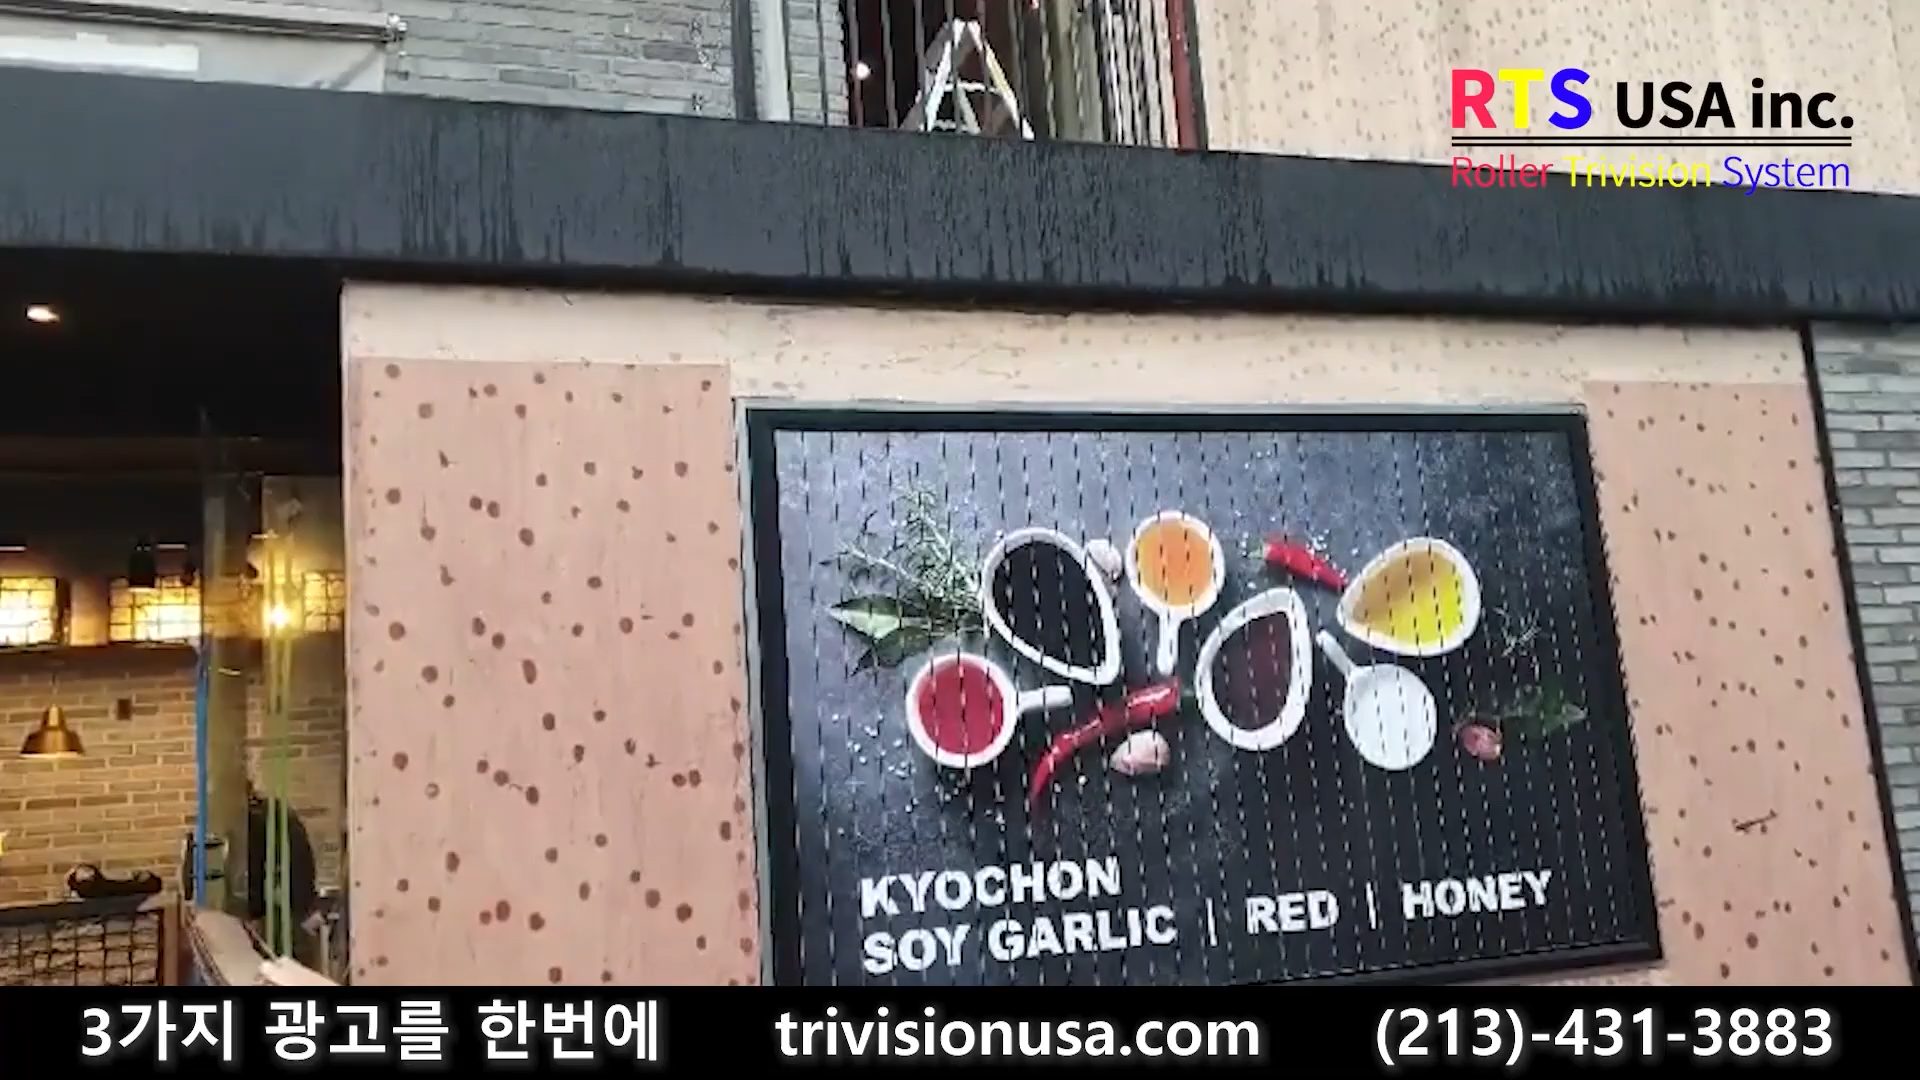 RTS USA inc.
Roller Trivision System
KYOCHON
SOY GARLIC | RED | HONEY
3가지 광고를 한번에 trivisionusa.com (213)-431-3883